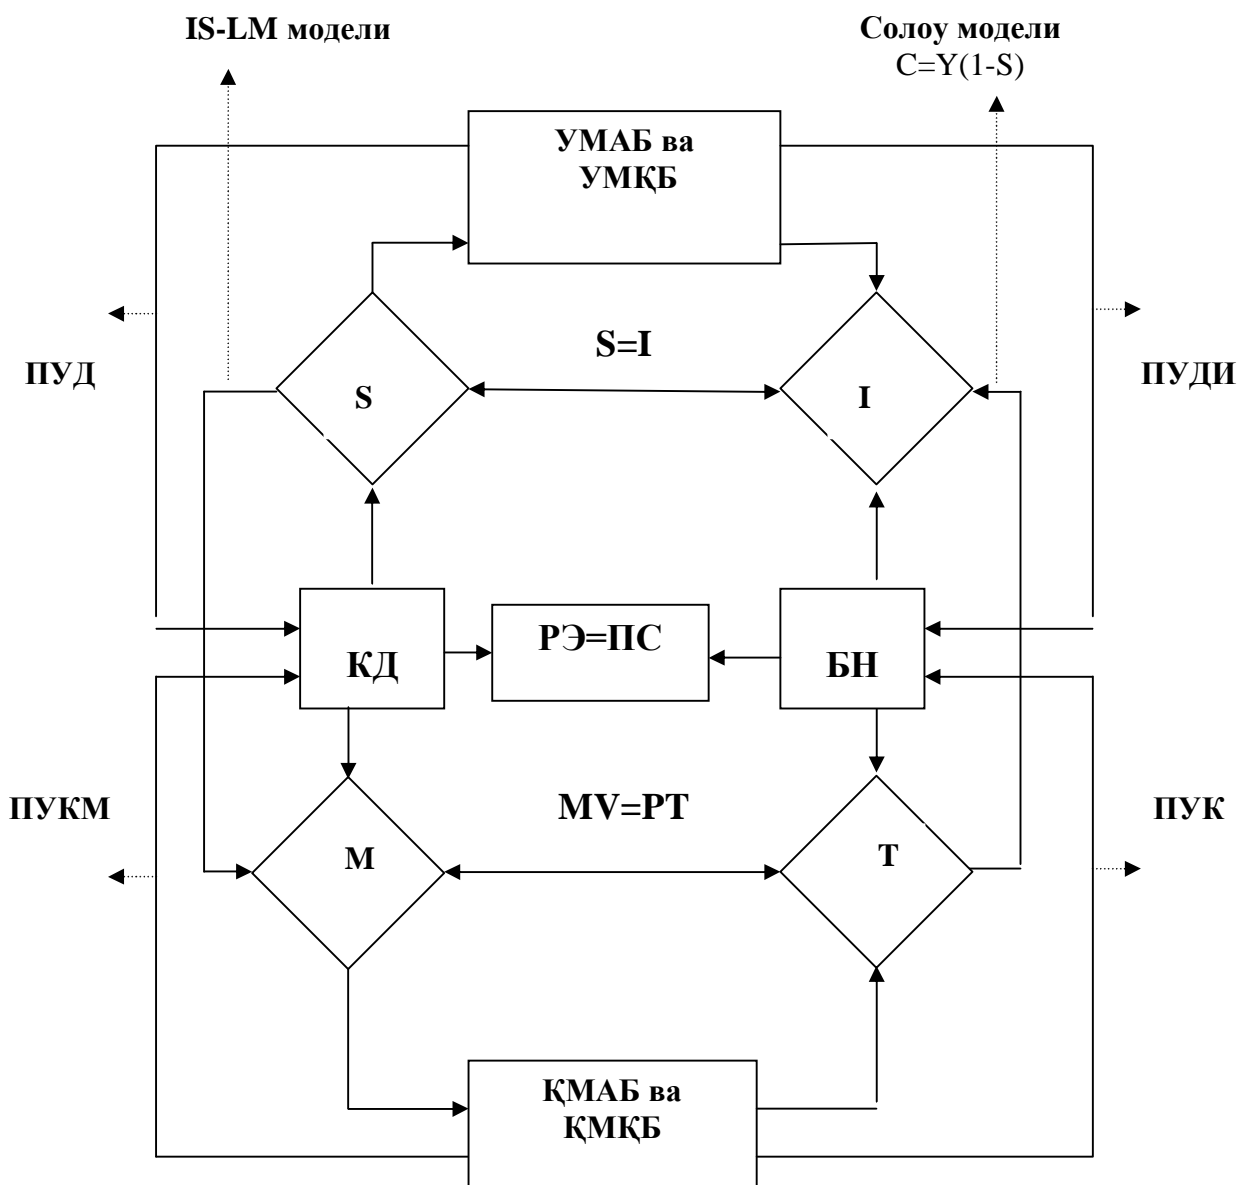 IS-LM модели
Солоу модели
C=Y(1-S)
УМАБ ва
УМҚБ
S=I
ПУД
ПУДИ
S
I
РЭ=ПС
КД
БН
MV=PT
ПУКМ
ПУК
М
Т
ҚМАБ ва
ҚМҚБ